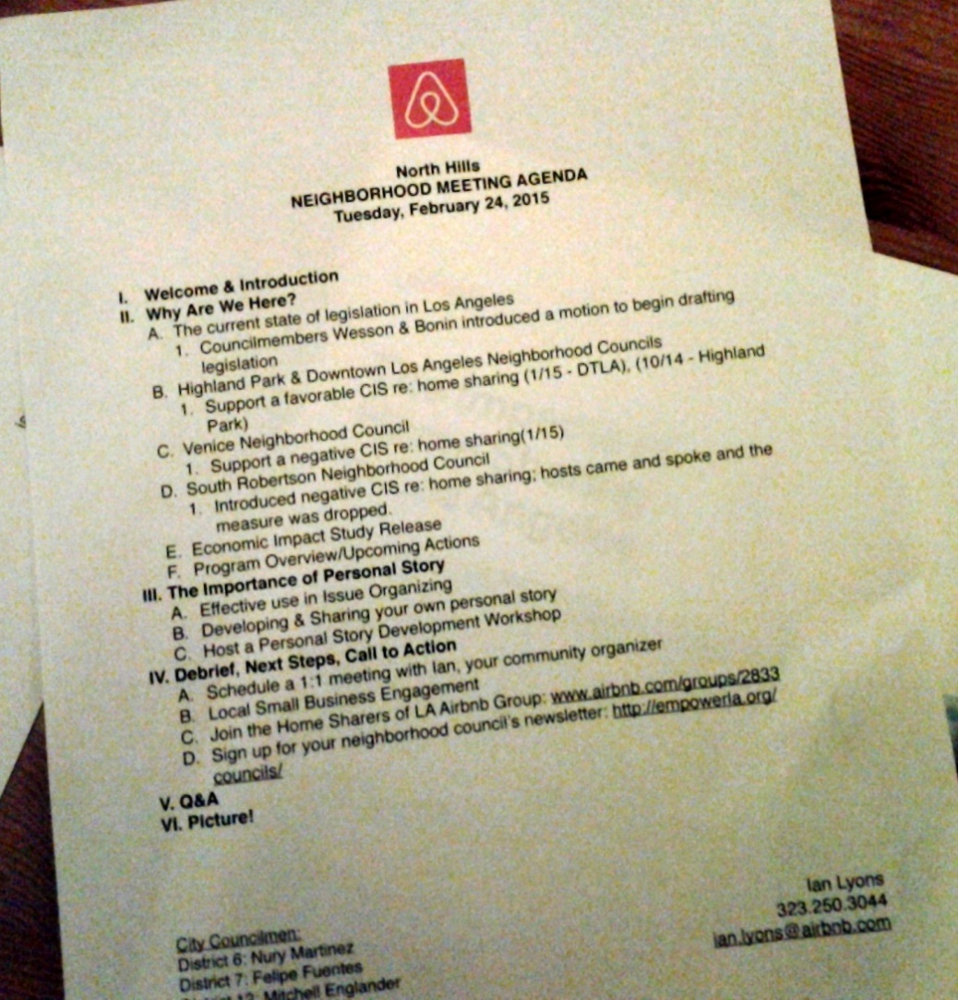 North Hills
NEIGHBORHOOD MEETING AGENDA
Tuesday, February 24, 2015
I. Welcome & Introduction
II. Why Are We Here?
A. The current state of legislation in Los Angeles
1. Councilmembers Wesson & Bonin introduced a motion to begin drafting
legislation
B. Highland Park & Downtown Los Angeles Neighborhood Councils
1. Support a favorable CIS re: home sharing (1/15 - DTLA), (10/14 - Highland
Park)
C. Venice Neighborhood Council
1. Support a negative CIS re: home sharing(1/15)
D. South Robertson Neighborhood Council
1. Introduced negative CIS re: home sharing; hosts came and spoke and the
measure was dropped.
E. Economic Impact Study Release
F. Program Overview/Upcoming Actions
III. The Importance of Personal Story
A. Effective use in Issue Organizing
B. Developing & Sharing your own personal story
C. Host a Personal Story Development Workshop
IV. Debrief, Next Steps, Call to Action
A. Schedule a 1:1 meeting with Ian, your community organizer
B. Local Small Business Engagement
C. Join the Home Sharers of LA Airbnb Group: www.airbnb.com/groups/2833
D. Sign up for your neighborhood council's newsletter: http://empowerla.org/
councils/
V. Q&A
VI. Picture!
Ian Lyons
323.250.3044
ian.lyons@airbnb.com
City Councilmen:
District 6: Nury Martinez
District 7: Felipe Fuentes
Mitchell Englander